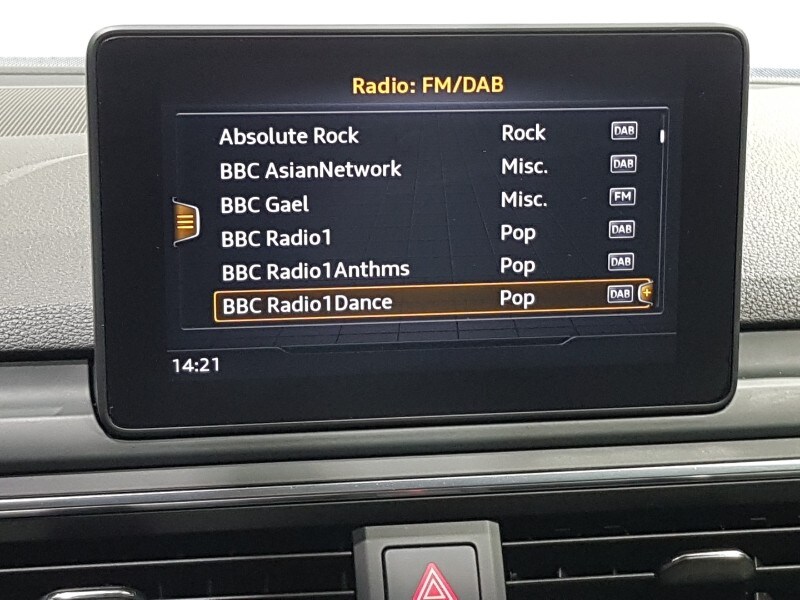 Radio: FM/DAB
Absolute Rock Rock DAB
BBC AsianNetwork Misc. DAB
BBC Gael Misc. FM
BBC Radio1 Pop DAB
BBC Radio1Anthms Pop DAB
BBC Radio1Dance Pop DAB +
14:21